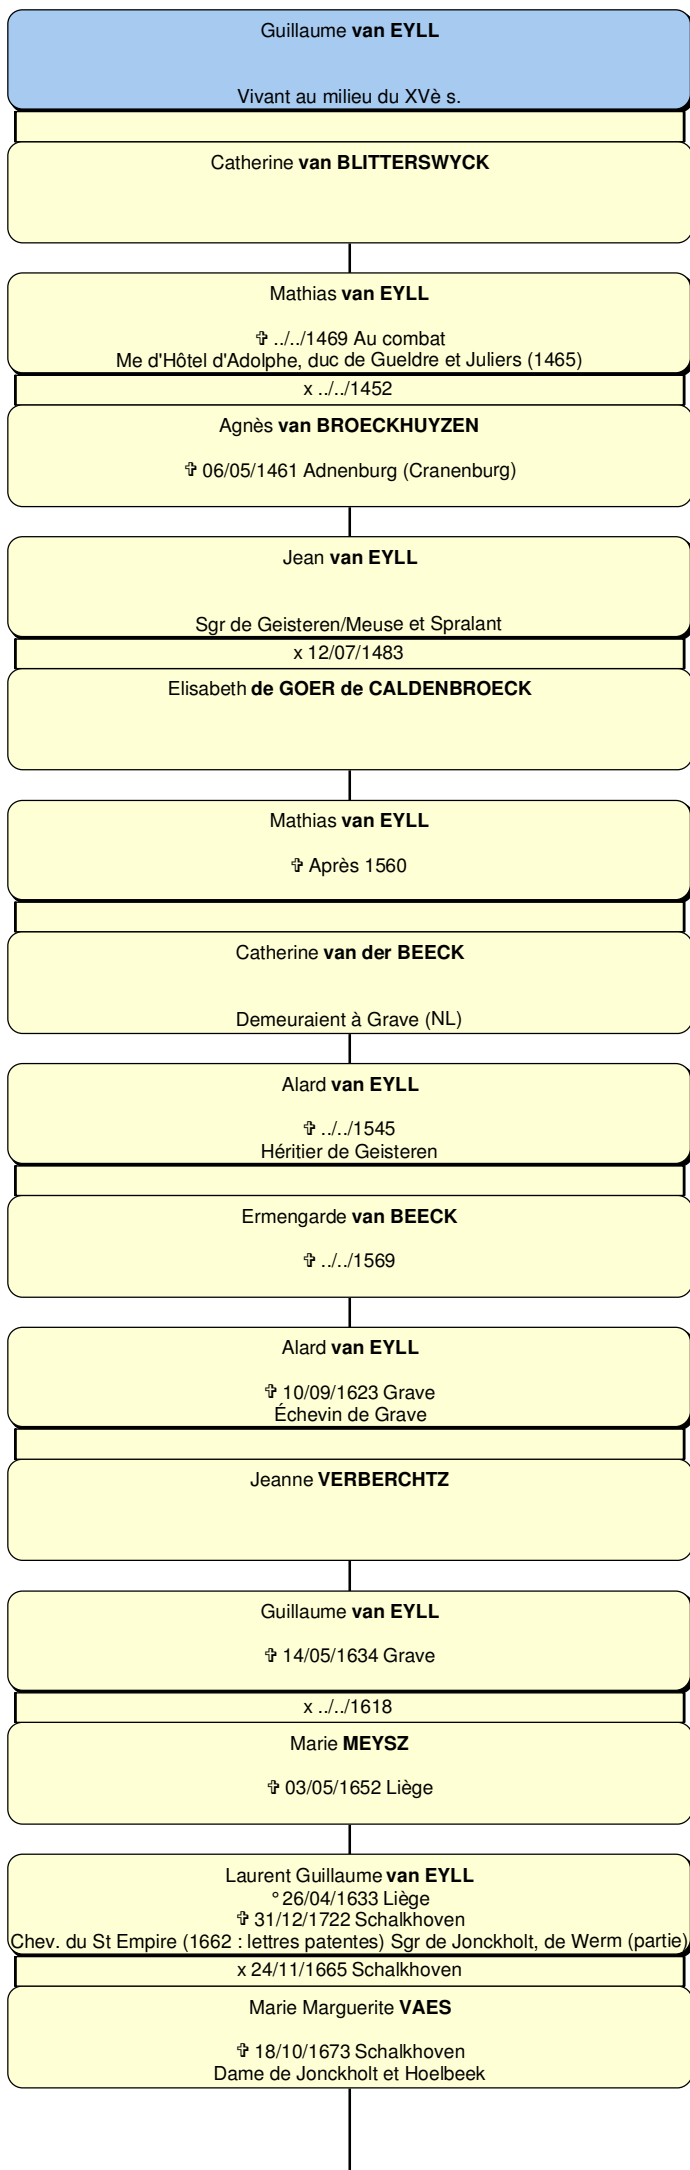 Guillaume van EYLL
Vivant au milieu du XVè s.
Catherine van BLITTERSWYCK
Mathias van EYLL
✞ ../../1469 Au combat
Me d'Hôtel d'Adolphe, duc de Gueldre et Juliers (1465)
x ../../1452
Agnès van BROECKHUYZEN
✞ 06/05/1461 Adnenburg (Cranenburg)
Jean van EYLL
Sgr de Geisteren/Meuse et Spralant
x 12/07/1483
Elisabeth de GOER de CALDENBROECK
Mathias van EYLL
✞ Après 1560
Catherine van der BEECK
Demeuraient à Grave (NL)
Alard van EYLL
✞ ../../1545
Héritier de Geisteren
Ermengarde van BEECK
✞ ../../1569
Alard van EYLL
✞ 10/09/1623 Grave
Échevin de Grave
Jeanne VERBERCHTZ
Guillaume van EYLL
✞ 14/05/1634 Grave
x ../../1618
Marie MEYSZ
✞ 03/05/1652 Liège
Laurent Guillaume van EYLL
° 26/04/1633 Liège
✞ 31/12/1722 Schalkhoven
Chev. du St Empire (1662 : lettres patentes) Sgr de Jonckholt, de Werm (partie)
x 24/11/1665 Schalkhoven
Marie Marguerite VAES
✞ 18/10/1673 Schalkhoven
Dame de Jonckholt et Hoelbeek